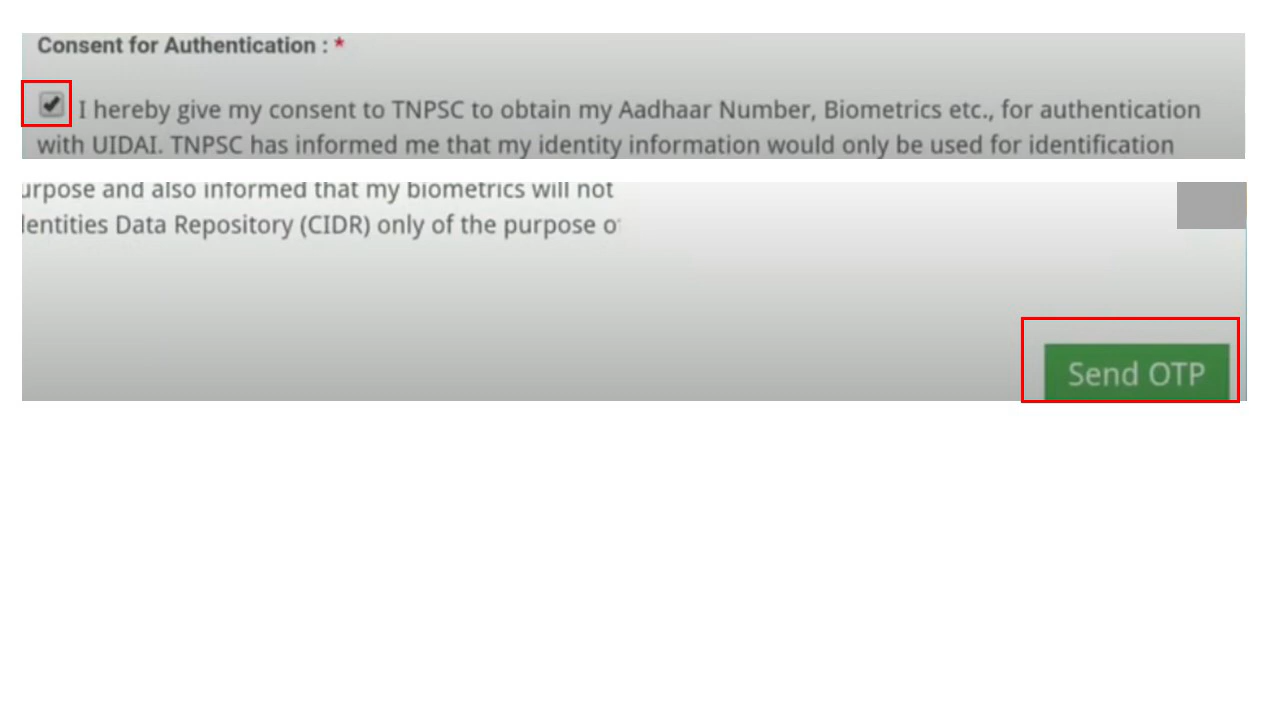 Consent for Authentication : *
I hereby give my consent to TNPSC to obtain my Aadhaar Number, Biometrics etc., for authentication
with UIDAI. TNPSC has informed me that my identity information would only be used for identification
urpose and also informed that my biometrics will not
dentities Data Repository (CIDR) only of the purpose o
Send OTP